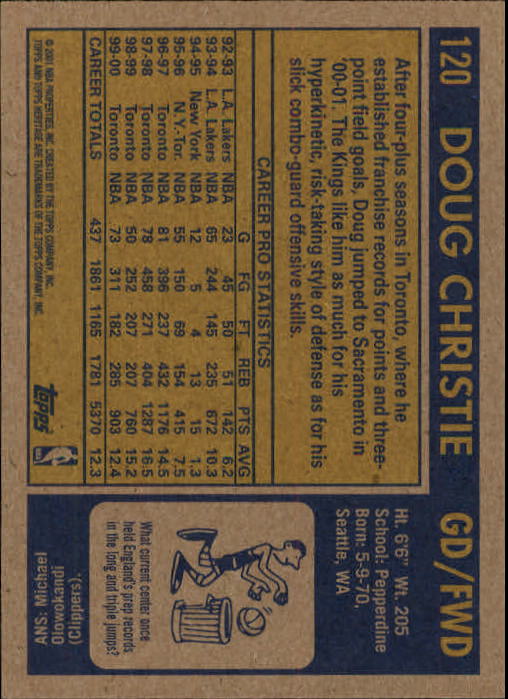 120 DOUG CHRISTIE GD/FWD
After four-plus seasons in Toronto, where he
established franchise records for points and three-
point field goals, Doug jumped to Sacramento in
'00-01. The Kings like him as much for his
hyperkinetic, risk-taking style of defense as for his
slick combo-guard offensive skills.
CAREER PRO STATISTICS
G FG FT REB PTS AVG
92-93 L.A. Lakers NBA 23 45 50 51 142 6.2
93-94 L.A. Lakers NBA 65 244 145 235 672 10.3
94-95 New York NBA 12 5 4 13 15 1.3
95-96 N.Y.-Tor. NBA 55 150 69 154 415 7.5
96-97 Toronto NBA 81 396 237 432 1176 14.5
97-98 Toronto NBA 78 458 271 404 1287 16.5
98-99 Toronto NBA 50 252 207 207 760 15.2
99-00 Toronto NBA 73 311 182 285 903 12.4
CAREER TOTALS 437 1861 1165 1781 5370 12.3
© 2001 NBA PROPERTIES, INC. CREATED BY THE TOPPS COMPANY, INC.
TOPPS AND TOPPS HERITAGE ARE TRADEMARKS OF THE TOPPS COMPANY, INC.
Topps
NBA
Ht. 6'6" Wt. 205
School: Pepperdine
Born: 5-9-70,
Seattle, WA
What current center once
held England's prep records
in the long and triple jumps?
ANS: Michael
Olowokandi
(Clippers)